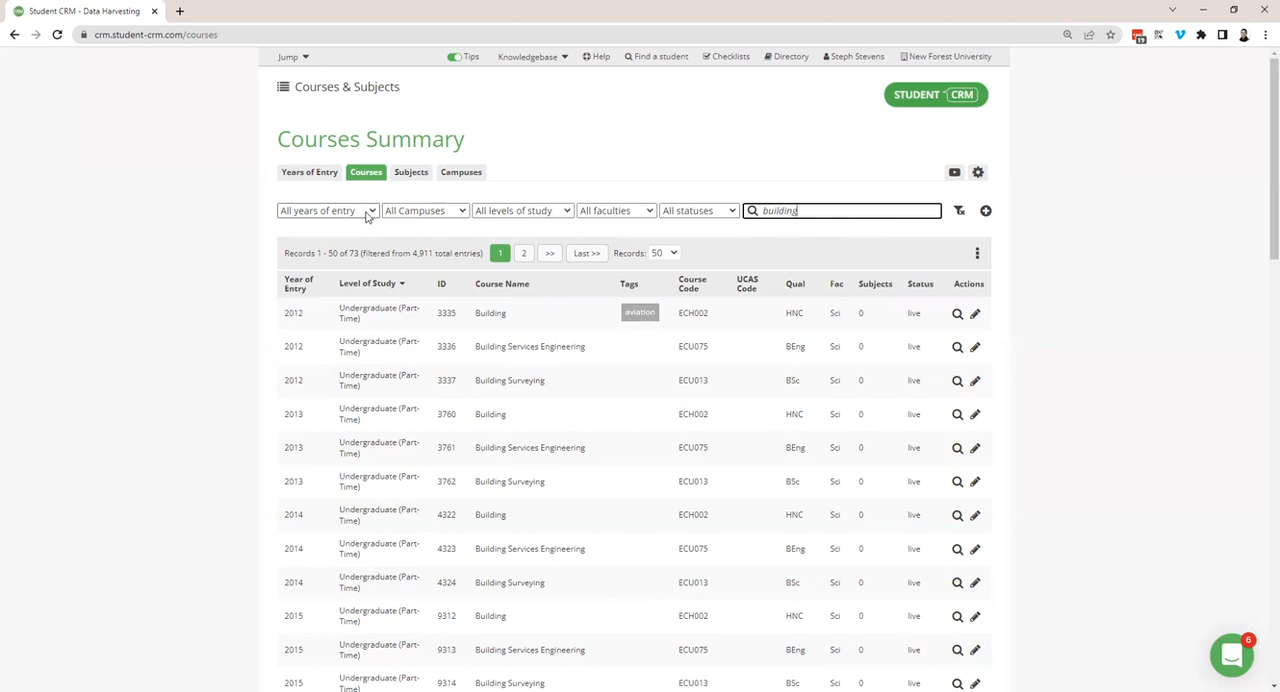 Student CRM - Data Harvesting
crm.student-crm.com/courses
19
Jump Tips Knowledgebase Help Find a student Checklists Directory Steph Stevens New Forest University
Courses & Subjects
STUDENT CRM
Courses Summary
Years of Entry Courses Subjects Campuses
All years of entry All Campuses All levels of study All faculties All statuses building
Records 1 - 50 of 73 (filtered from 4,911 total entries) 1 2 >> Last >> Records: 50
Year of Entry Level of Study ID Course Name Tags Course Code UCAS Code Qual Fac Subjects Status Actions
2012 Undergraduate (Part-Time) 3335 Building aviation ECH002 HNC Sci 0 live
2012 Undergraduate (Part-Time) 3336 Building Services Engineering ECU075 BEng Sci 0 live
2012 Undergraduate (Part-Time) 3337 Building Surveying ECU013 BSc Sci 0 live
2013 Undergraduate (Part-Time) 3760 Building ECH002 HNC Sci 0 live
2013 Undergraduate (Part-Time) 3761 Building Services Engineering ECU075 BEng Sci 0 live
2013 Undergraduate (Part-Time) 3762 Building Surveying ECU013 BSc Sci 0 live
2014 Undergraduate (Part-Time) 4322 Building ECH002 HNC Sci 0 live
2014 Undergraduate (Part-Time) 4323 Building Services Engineering ECU075 BEng Sci 0 live
2014 Undergraduate (Part-Time) 4324 Building Surveying ECU013 BSc Sci 0 live
2015 Undergraduate (Part-Time) 9312 Building ECH002 HNC Sci 0 live
2015 Undergraduate (Part-Time) 9313 Building Services Engineering ECU075 BEng Sci 0 live
2015 Undergraduate (Part-Time) 9314 Building Surveying ECU013 BSc Sci 0 live
6